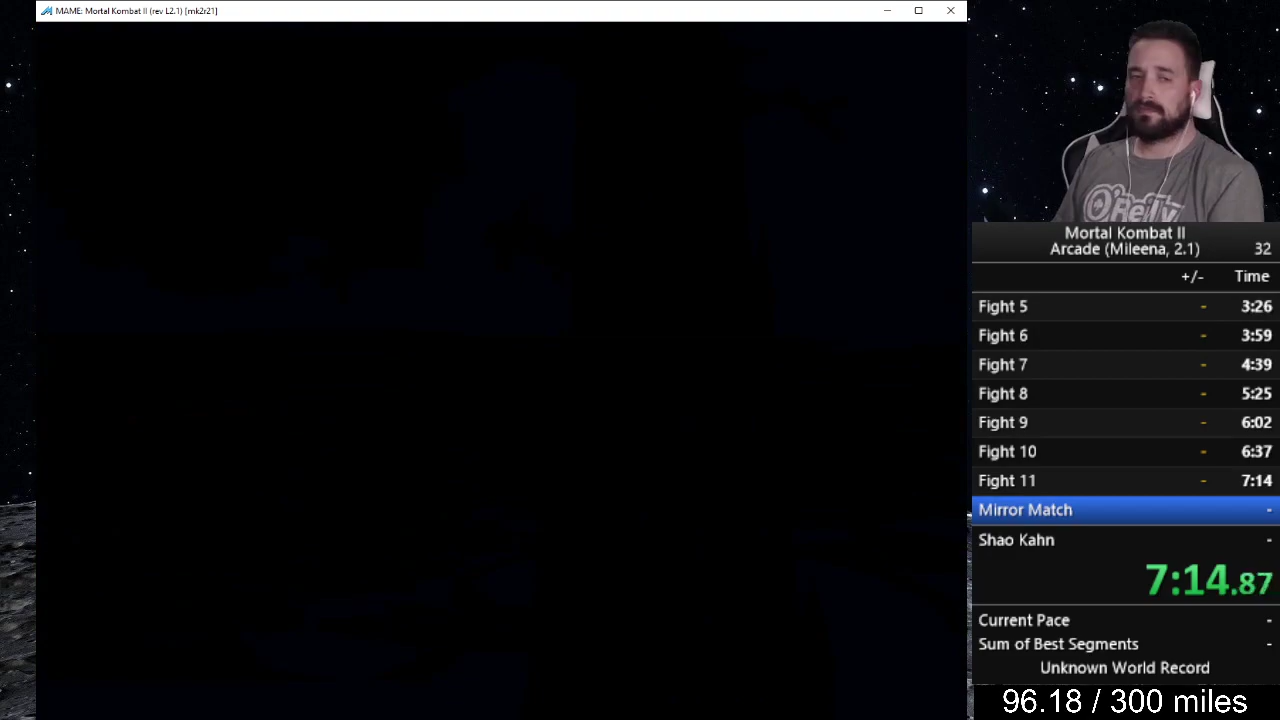 MAME: Mortal Kombat II (rev L2.1) [mk2r21]
O'Reilly
Mortal Kombat II
Arcade (Mileena, 2.1) 32
+/- Time
Fight 5 - 3:26
Fight 6 - 3:59
Fight 7 - 4:39
Fight 8 - 5:25
Fight 9 - 6:02
Fight 10 - 6:37
Fight 11 - 7:14
Mirror Match -
Shao Kahn -
7:14.87
Current Pace -
Sum of Best Segments -
Unknown World Record
96.18 / 300 miles